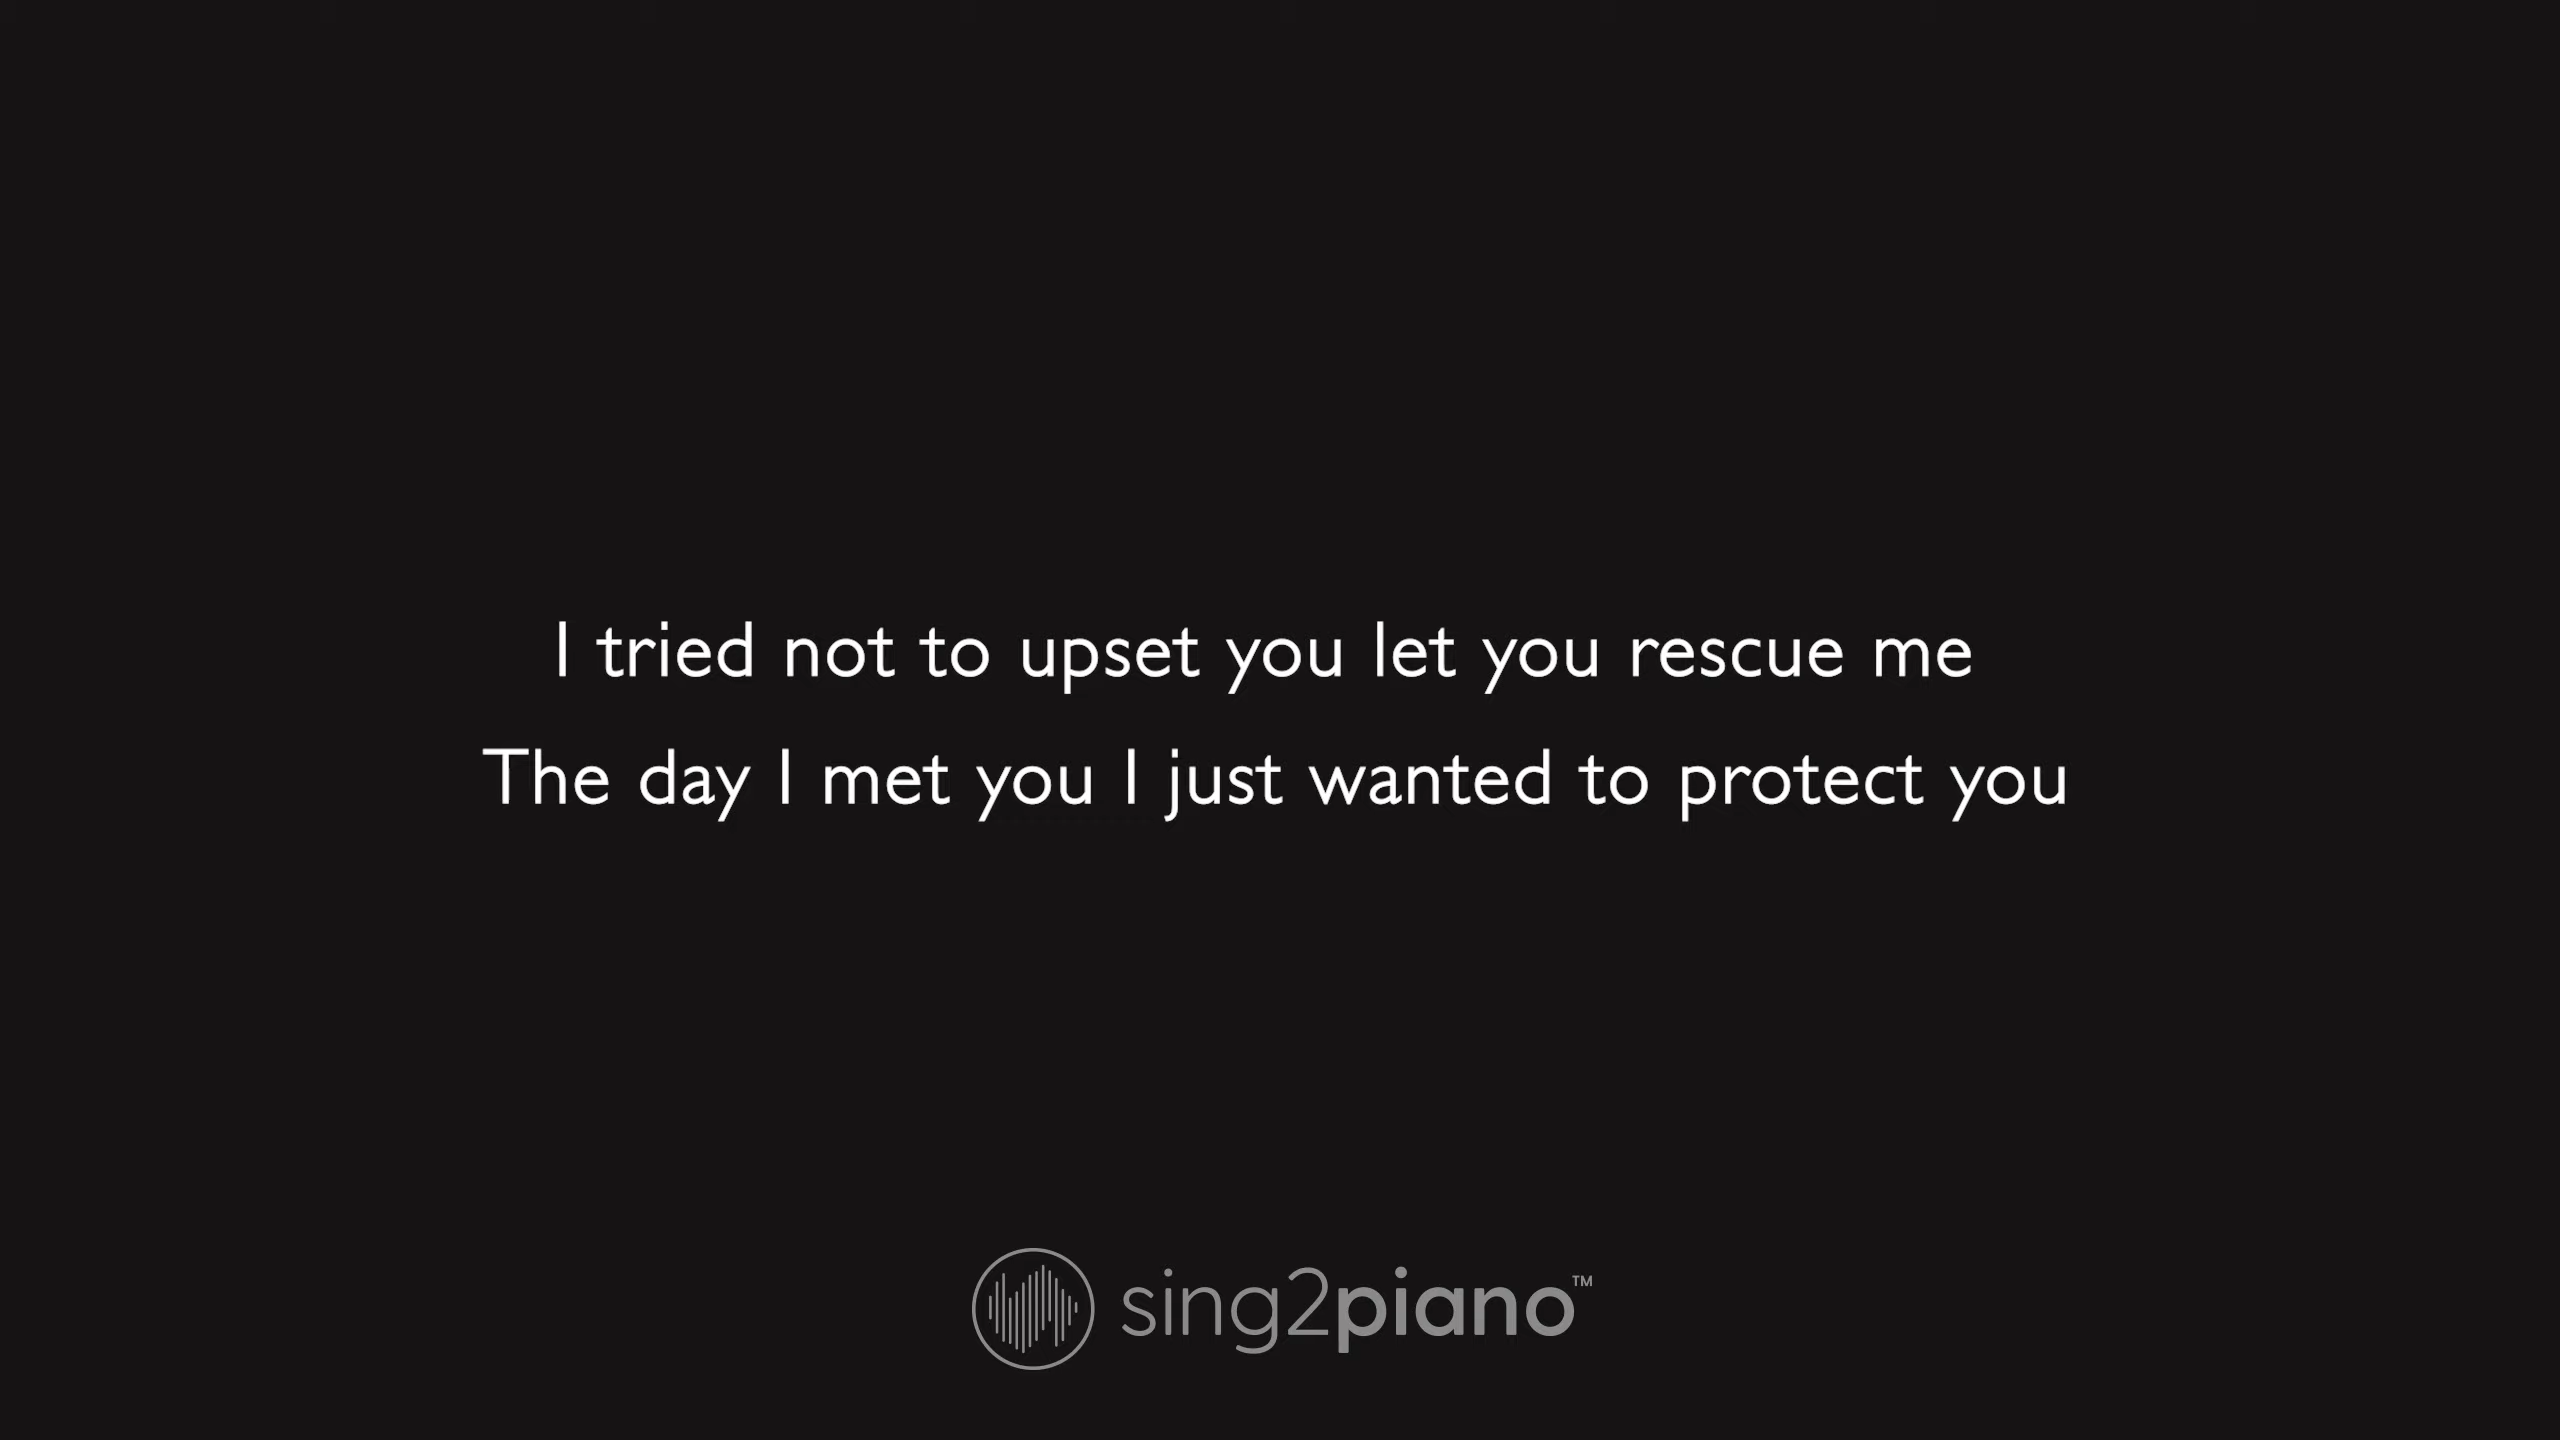 I tried not to upset you let you rescue me
The day I met you I just wanted to protect you
sing2piano™